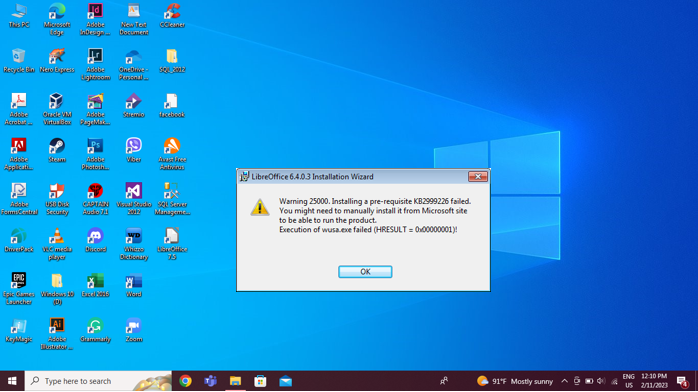 This PC
Microsoft Edge
Adobe InDesign ...
New Text Document
CCleaner
Recycle Bin
Nero Express
Adobe Lightroom
OneDrive - Personal
SQL_2012
Adobe Acrobat ...
Oracle VM VirtualBox
Adobe PageMak...
Stremio
facebook
Adobe Applicati...
Steam
Adobe Photosh...
Viber
Avast Free Antivirus
Adobe FormsCentral
USB Disk Security
CAPTAIN Audio 7.1
Visual Studio 2012
SQL Server Managem...
DriverPack
VLC media player
Discord
Whizzo Dictionary
LibreOffice 7.5
Epic Games Launcher
Windows 10 (D)
Excel 2016
Word
KeyMagic
Adobe Illustrator ...
Grammarly
Zoom
LibreOffice 6.4.0.3 Installation Wizard
Warning 25000. Installing a pre-requisite KB2999226 failed.
You might need to manually install it from Microsoft site
to be able to run the product.
Execution of wusa.exe failed (HRESULT = 0x00000001)!
OK
Type here to search
91°F Mostly sunny
ENG
US
12:10 PM
2/11/2023